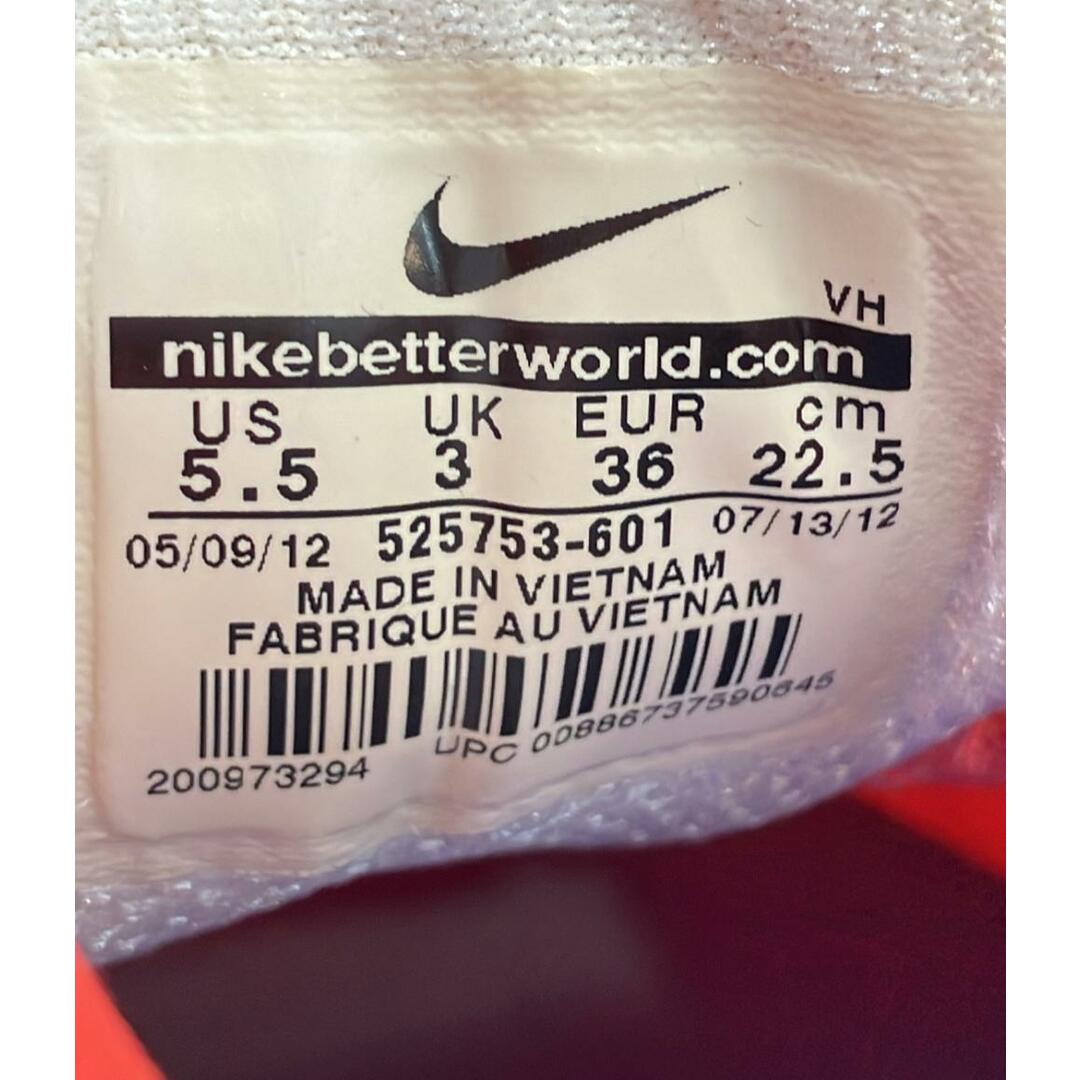 VH
nikebetterworld.com
US UK EUR cm
5.5 3 36 22.5
05/09/12 525753-601 07/13/12
MADE IN VIETNAM
FABRIQUE AU VIETNAM
UPC 00886737590645
200973294